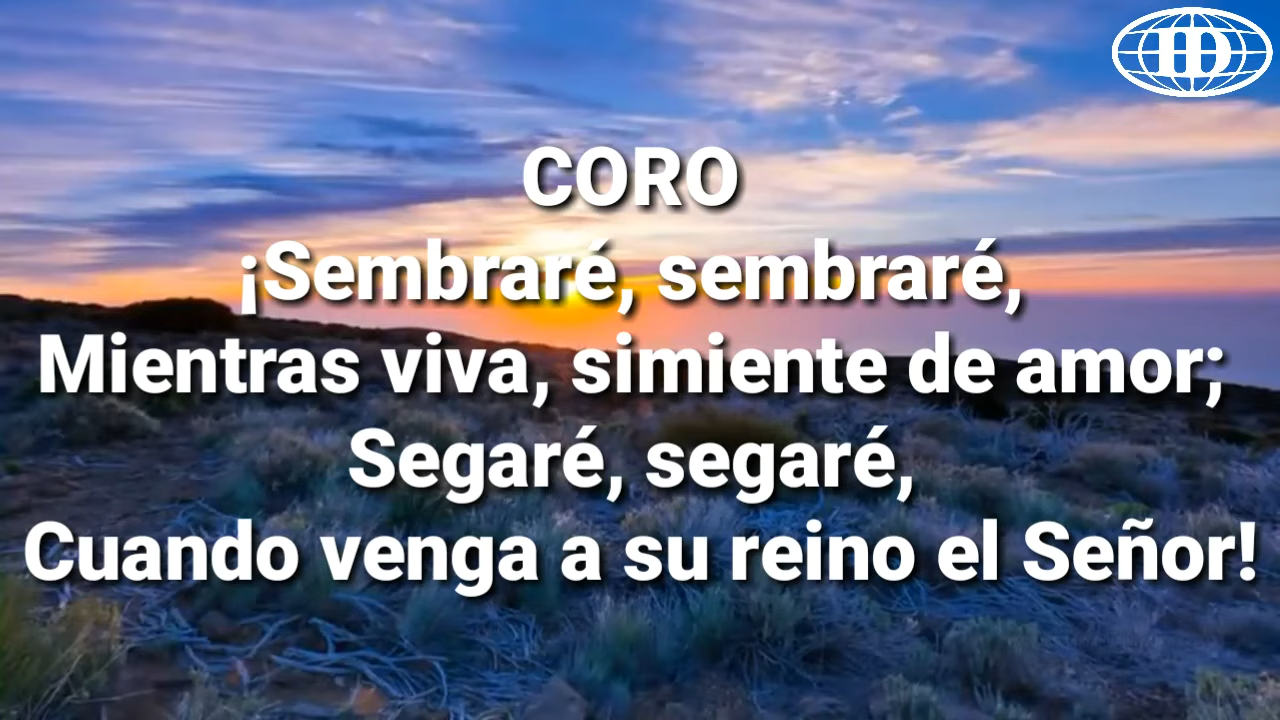 CORO
¡Sembraré, sembraré,
Mientras viva, simiente de amor;
Segaré, segaré,
Cuando venga a su reino el Señor!